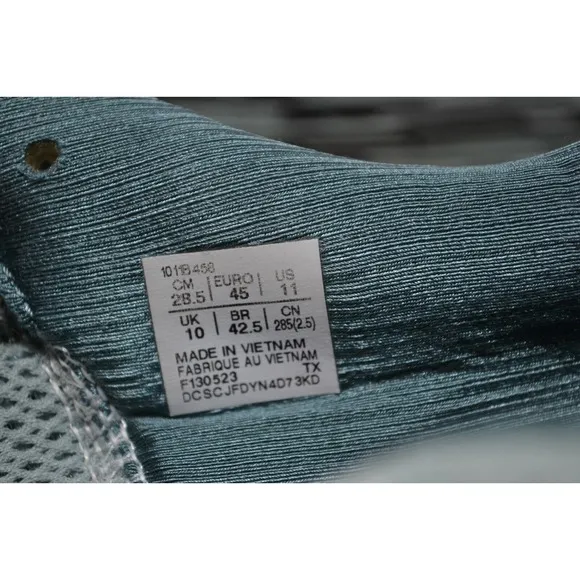 1011B458
CM | EURO | US
28.5 | 45 | 11
UK | BR | CN
10 | 42.5 | 285(2.5)
MADE IN VIETNAM
FABRIQUE AU VIETNAM
F130523 TX
DCSCJFDYN4D73KD